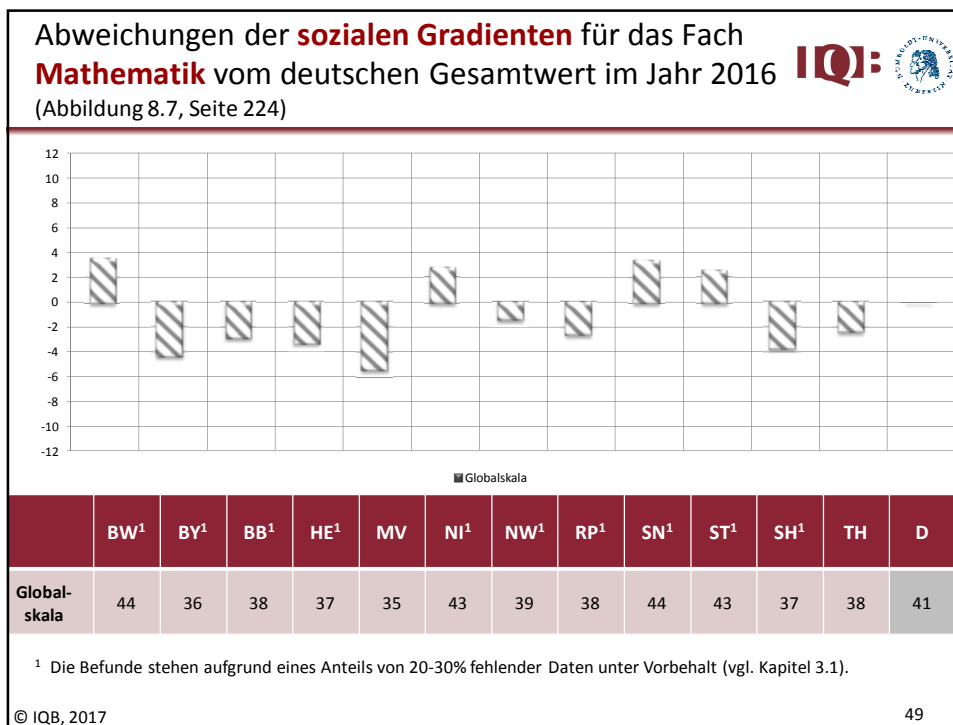 Abweichungen der sozialen Gradienten für das Fach
Mathematik vom deutschen Gesamtwert im Jahr 2016
(Abbildung 8.7, Seite 224)
IQB
HUMBOLDT-UNIVERSITÄT ZU BERLIN
12
10
8
6
4
2
0
-2
-4
-6
-8
-10
-12
Globalskala
BW¹ BY¹ BB¹ HE¹ MV NI¹ NW¹ RP¹ SN¹ ST¹ SH¹ TH D
Global-
skala 44 36 38 37 35 43 39 38 44 43 37 38 41
¹ Die Befunde stehen aufgrund eines Anteils von 20-30% fehlender Daten unter Vorbehalt (vgl. Kapitel 3.1).
© IQB, 2017 49